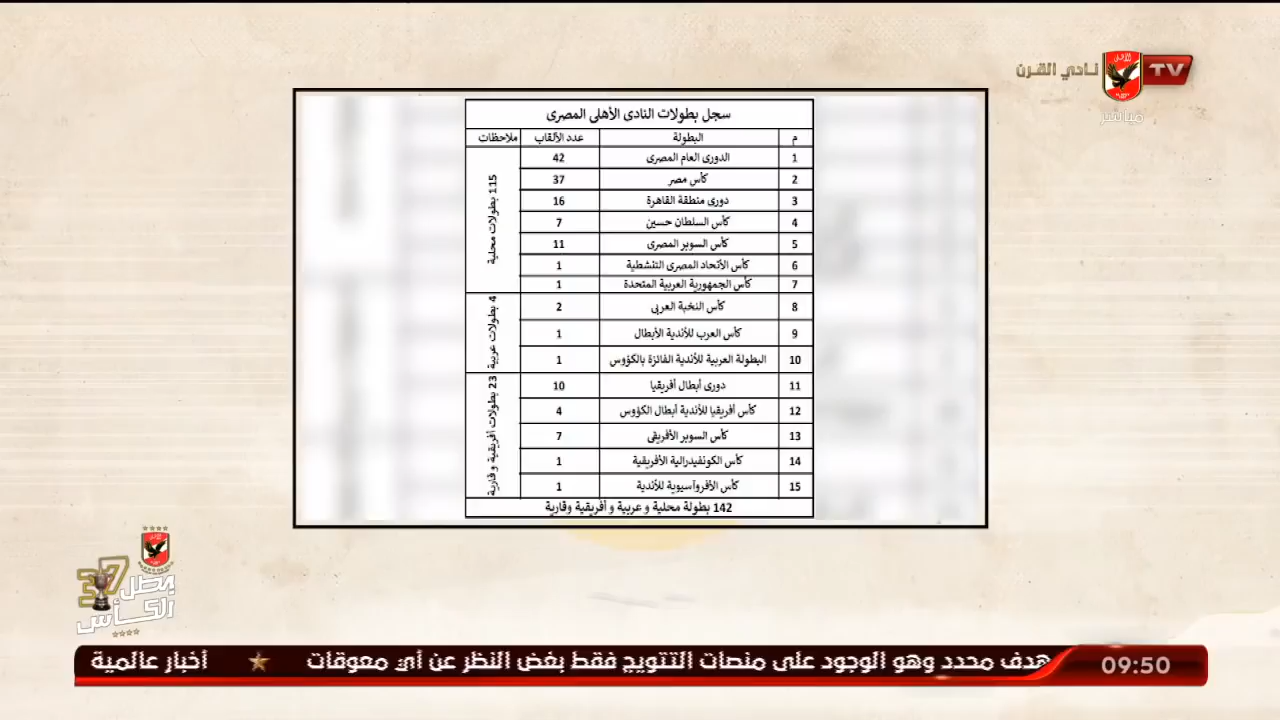 نادي القرن TV
مباشر
سجل بطولات النادى الأهلى المصرى
م البطولة عدد الألقاب ملاحظات
1 الدورى العام المصرى 42
2 كأس مصر 37
3 دورى منطقة القاهرة 16
4 كأس السلطان حسين 7
5 كأس السوبر المصرى 11
6 كأس الأتحاد المصرى التنشطية 1
7 كأس الجمهورية العربية المتحدة 1
115 بطولات محلية
8 كأس النخبة العربى 2
9 كأس العرب للأندية الأبطال 1
10 البطولة العربية للأندية الفائزة بالكؤوس 1
4 بطولات عربية
11 دورى أبطال أفريقيا 10
12 كأس أفريقيا للأندية أبطال الكؤوس 4
13 كأس السوبر الأفريقى 7
14 كأس الكونفيدرالية الأفريقية 1
15 كأس الأفروآسيوية للأندية 1
23 بطولات أفريقية و قارية
142 بطولة محلية و عربية و أفريقية وقارية
37
بطل
الكأس
هدف محدد وهو الوجود على منصات التتويج فقط بغض النظر عن أي معوقات أخبار عالمية
09:50